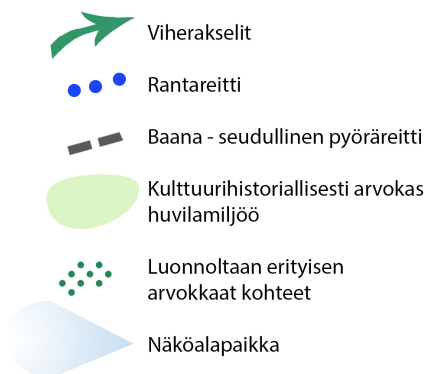 Viherakselit
Rantareitti
Baana - seudullinen pyöräreitti
Kulttuurihistoriallisesti arvokas
huvilamiljöö
Luonnoltaan erityisen
arvokkaat kohteet
Näköalapaikka